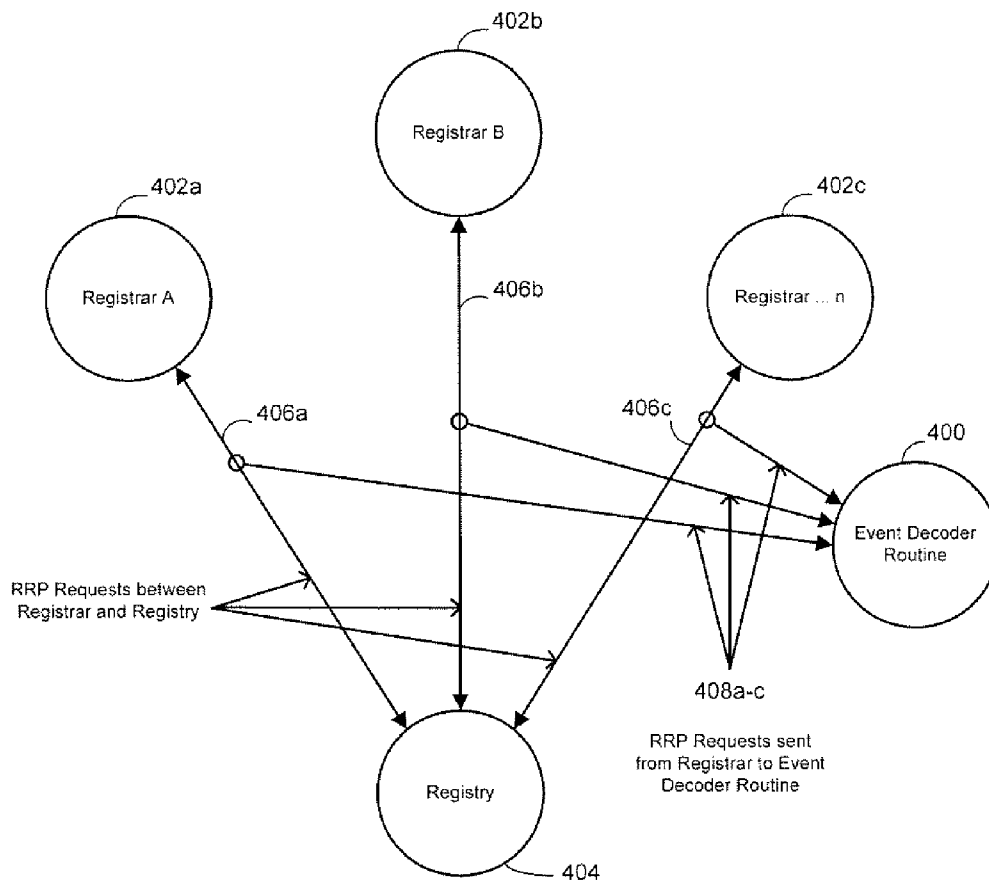 402b
Registrar B
402a
402c
Registrar A
406b
Registrar ... n
406a
406c
400
Event Decoder
Routine
RRP Requests between
Registrar and Registry
408a-c
RRP Requests sent
from Registrar to Event
Decoder Routine
Registry
404